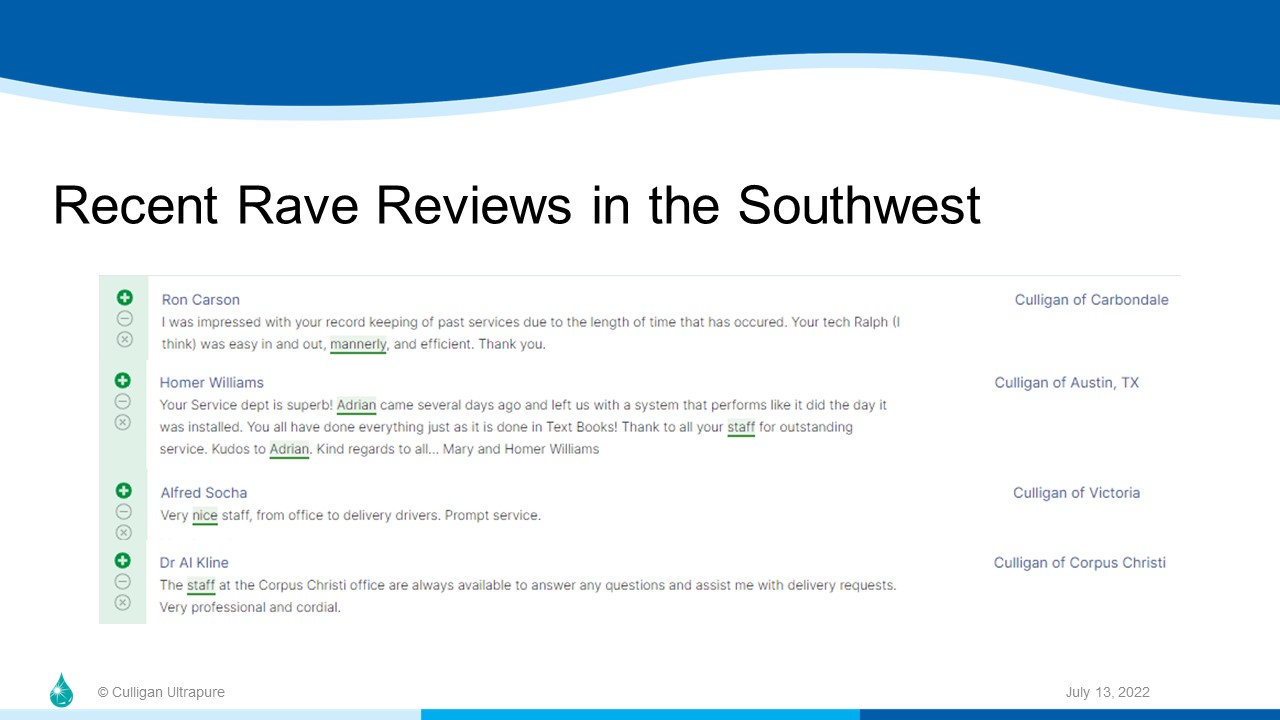 Recent Rave Reviews in the Southwest
Ron Carson
Culligan of Carbondale
I was impressed with your record keeping of past services due to the length of time that has occured. Your tech Ralph (I
think) was easy in and out, mannerly, and efficient. Thank you.
Homer Williams
Culligan of Austin, TX
Your Service dept is superb! Adrian came several days ago and left us with a system that performs like it did the day it
was installed. You all have done everything just as it is done in Text Books! Thank to all your staff for outstanding
service. Kudos to Adrian. Kind regards to all... Mary and Homer Williams
Alfred Socha
Culligan of Victoria
Very nice staff, from office to delivery drivers. Prompt service.
Dr Al Kline
Culligan of Corpus Christi
The staff at the Corpus Christi office are always available to answer any questions and assist me with delivery requests.
Very professional and cordial.
© Culligan Ultrapure
July 13, 2022